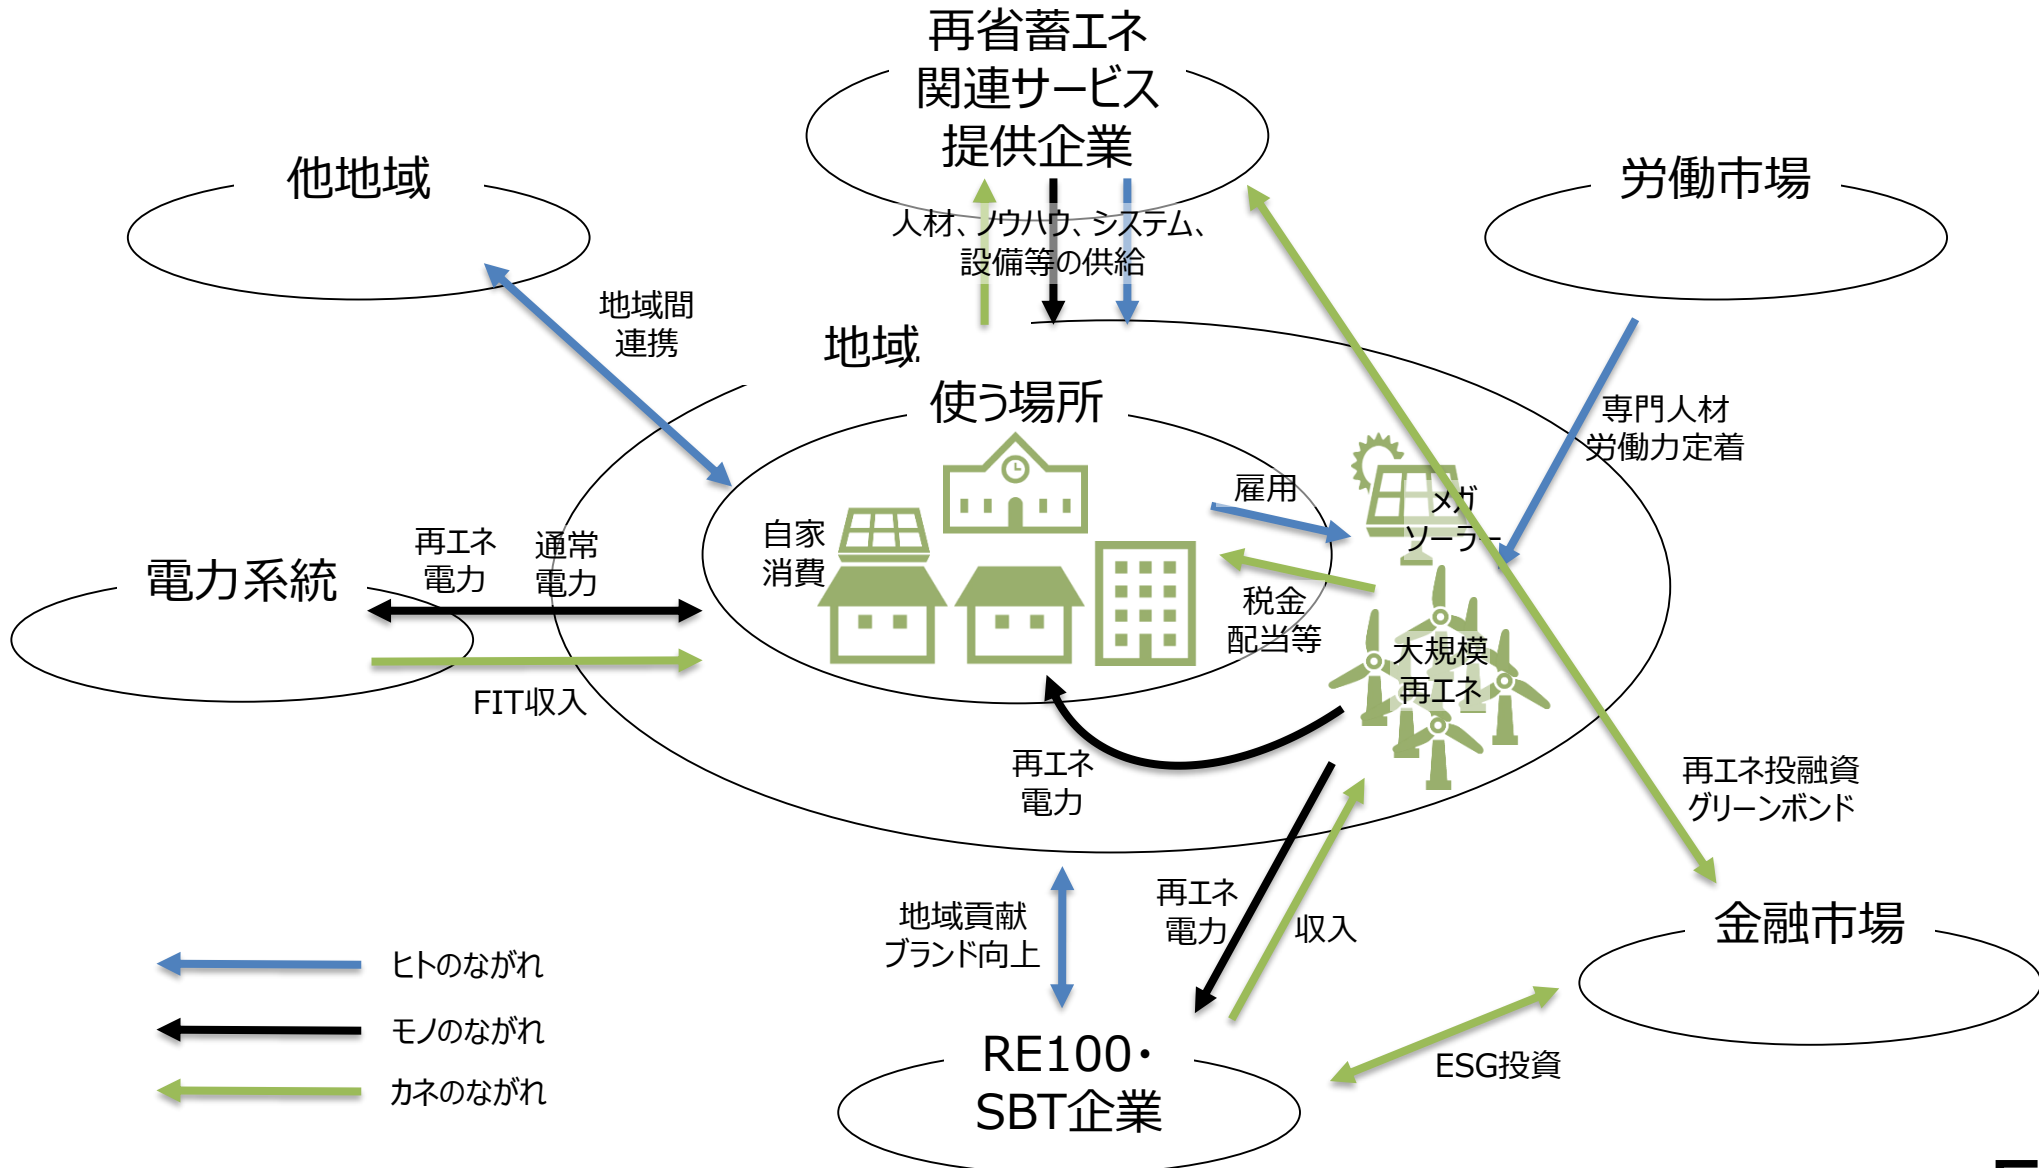 再省蓄エネ
関連サービス
提供企業
他地域
労働市場
人材、ノウハウ、システム、
設備等の供給
地域間
連携
地域
使う場所
専門人材
労働力定着
雇用
メガ
ソーラー
自家
消費
再エネ
電力
通常
電力
電力系統
税金
配当等
大規模
再エネ
FIT収入
再エネ
電力
再エネ投融資
グリーンボンド
再エネ
電力
収入
地域貢献
ブランド向上
金融市場
ヒトのながれ
モノのながれ
カネのながれ
RE100・
SBT企業
ESG投資